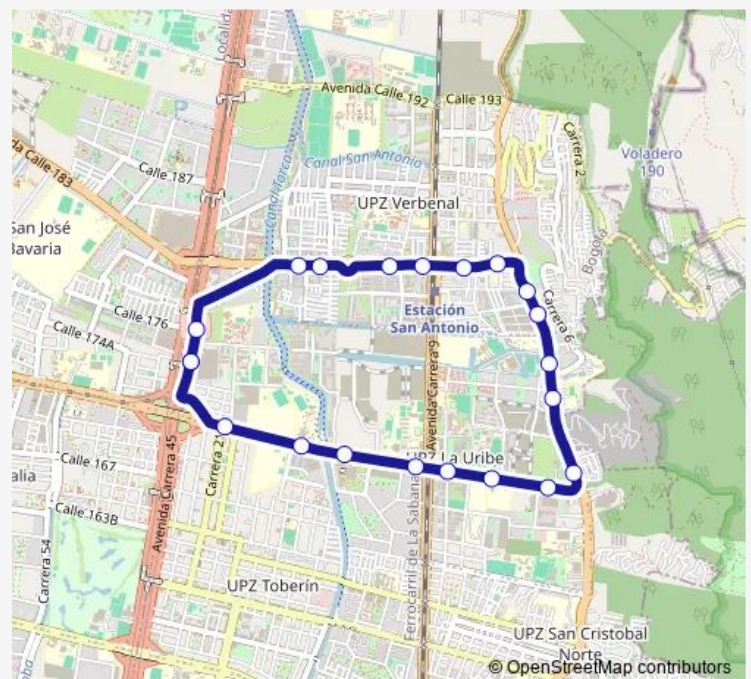 Localida
Avenida Calle 192
Calle 193
Carrera 2
Voladero
190
da Calle 183
Calle 187
Canal Torca
Canal San Antonio
UPZ Verbenal
San José
Bavaria
Bogotá
Calle 176
Calle 174A
Estación
San Antonio
Carrera 6
Avenida Carrera 9
UPZ La Uribe
Calle 167
alia
Carrera 21
Avenida Carrera 45
Calle 163B
Carrera 54
UPZ Toberín
Ferrocarril de La Sabana
UPZ San Cristobal
Norte
© OpenStreetMap contributors